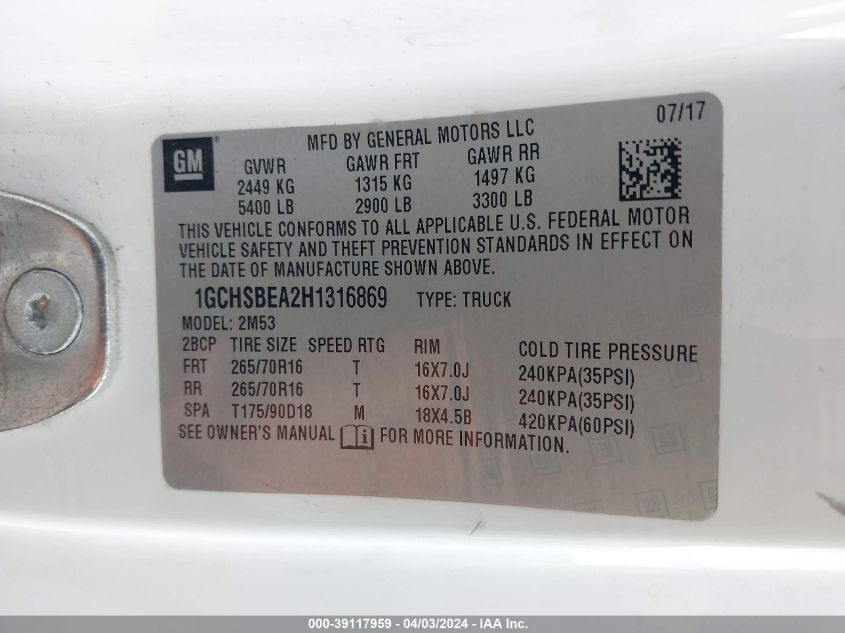 07/17
GM MFD BY GENERAL MOTORS LLC
GVWR GAWR FRT GAWR RR
2449 KG 1315 KG 1497 KG
5400 LB 2900 LB 3300 LB
THIS VEHICLE CONFORMS TO ALL APPLICABLE U.S. FEDERAL MOTOR
VEHICLE SAFETY AND THEFT PREVENTION STANDARDS IN EFFECT ON
THE DATE OF MANUFACTURE SHOWN ABOVE.
1GCHSBEA2H1316869 TYPE: TRUCK
MODEL: 2M53
2BCP TIRE SIZE SPEED RTG RIM COLD TIRE PRESSURE
FRT 265/70R16 T 16X7.0J 240KPA(35PSI)
RR 265/70R16 T 16X7.0J 240KPA(35PSI)
SPA T175/90D18 M 18X4.5B 420KPA(60PSI)
SEE OWNER'S MANUAL FOR MORE INFORMATION.
000-39117959 - 04/03/2024 - IAA Inc.